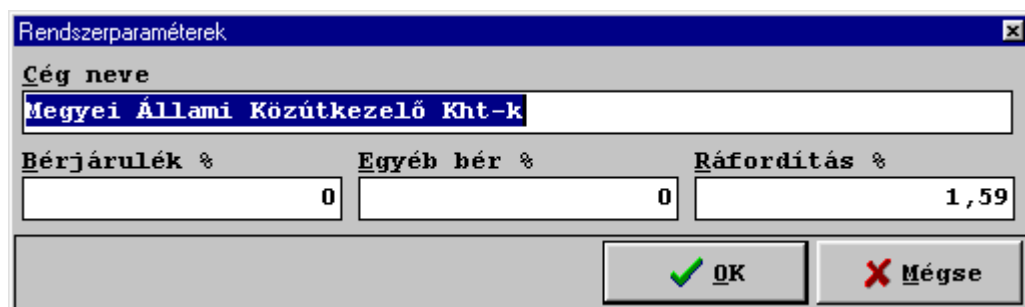 Rendszerparaméterek
Cég neve
Megyei Állami Közútkezelő Kht-k
Bérjárulék % Egyéb bér % Ráfordítás %
0 0 1,59
OK Mégse